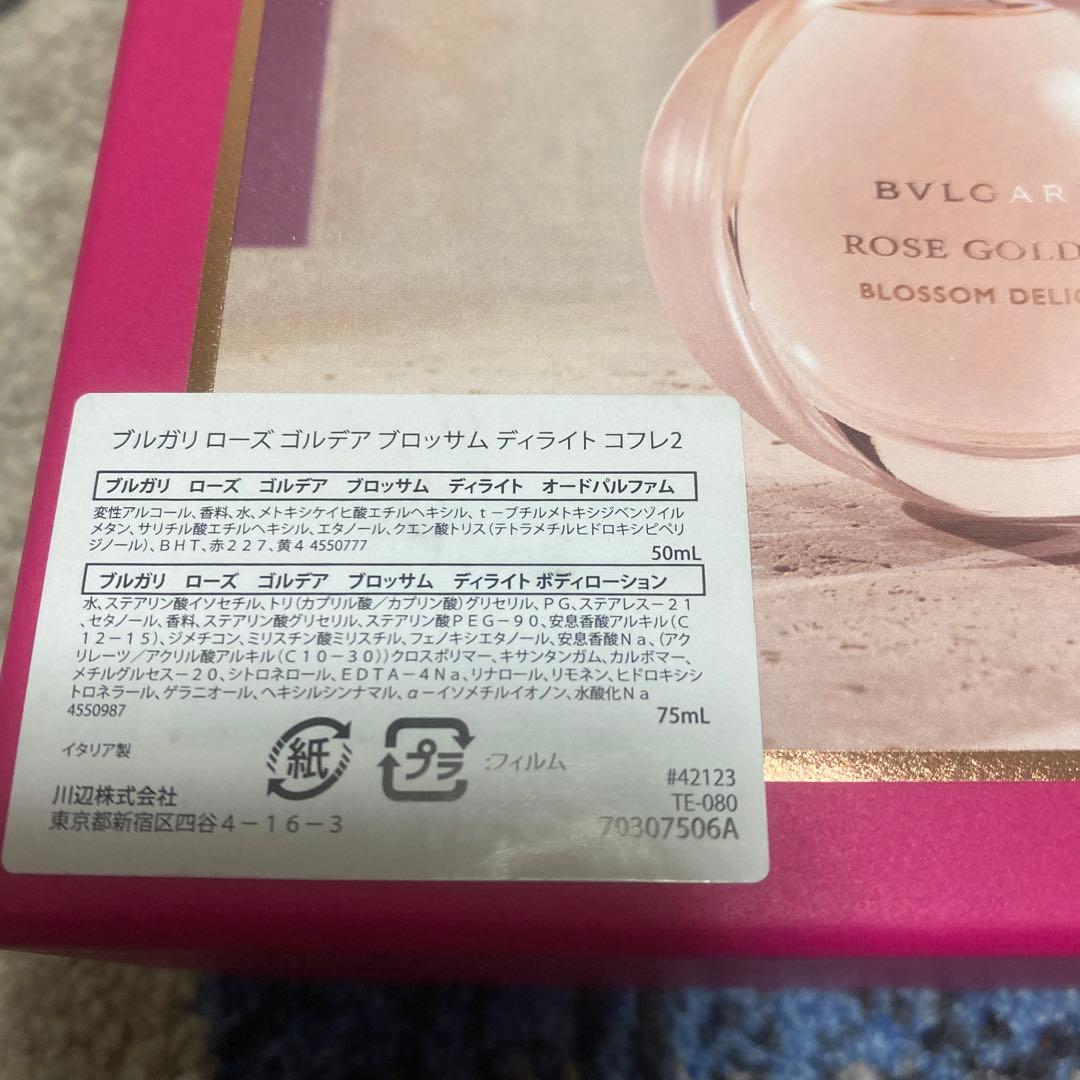 BVLGAR
ROSE GOLD
BLOSSOM DELIG
ブルガリ ローズ ゴルデア ブロッサム ディライト コフレ2
ブルガリ ローズ ゴルデア ブロッサム ディライト オードパルファム
変性アルコール、香料、水、メトキシケイヒ酸エチルヘキシル、t－ブチルメトキシジベンゾイル
メタン、サリチル酸エチルヘキシル、エタノール、クエン酸トリス（テトラメチルヒドロキシピペリ
ジノール）、ＢＨＴ、赤２２７、黄４ 4550777
50mL
ブルガリ ローズ ゴルデア ブロッサム ディライト ボディローション
水、ステアリン酸イソセチル、トリ（カプリル酸／カプリン酸）グリセリル、ＰＧ、ステアレス－２１
、セタノール、香料、ステアリン酸グリセリル、ステアリン酸ＰＥＧ－９０、安息香酸アルキル（Ｃ
１２－１５）、ジメチコン、ミリスチン酸ミリスチル、フェノキシエタノール、安息香酸Ｎａ、（アク
リレーツ／アクリル酸アルキル（Ｃ１０－３０））クロスポリマー、キサンタンガム、カルボマー、
メチルグルセス－２０、シトロネロール、ＥＤＴＡ－４Ｎａ、リナロール、リモネン、ヒドロキシシ
トロネラール、ゲラニオール、ヘキシルシンナマル、α－イソメチルイオノン、水酸化Ｎａ
4550987
75mL
イタリア製
紙
プラ
:フィルム
#42123
TE-080
70307506A
川辺株式会社
東京都新宿区四谷４－１６－３